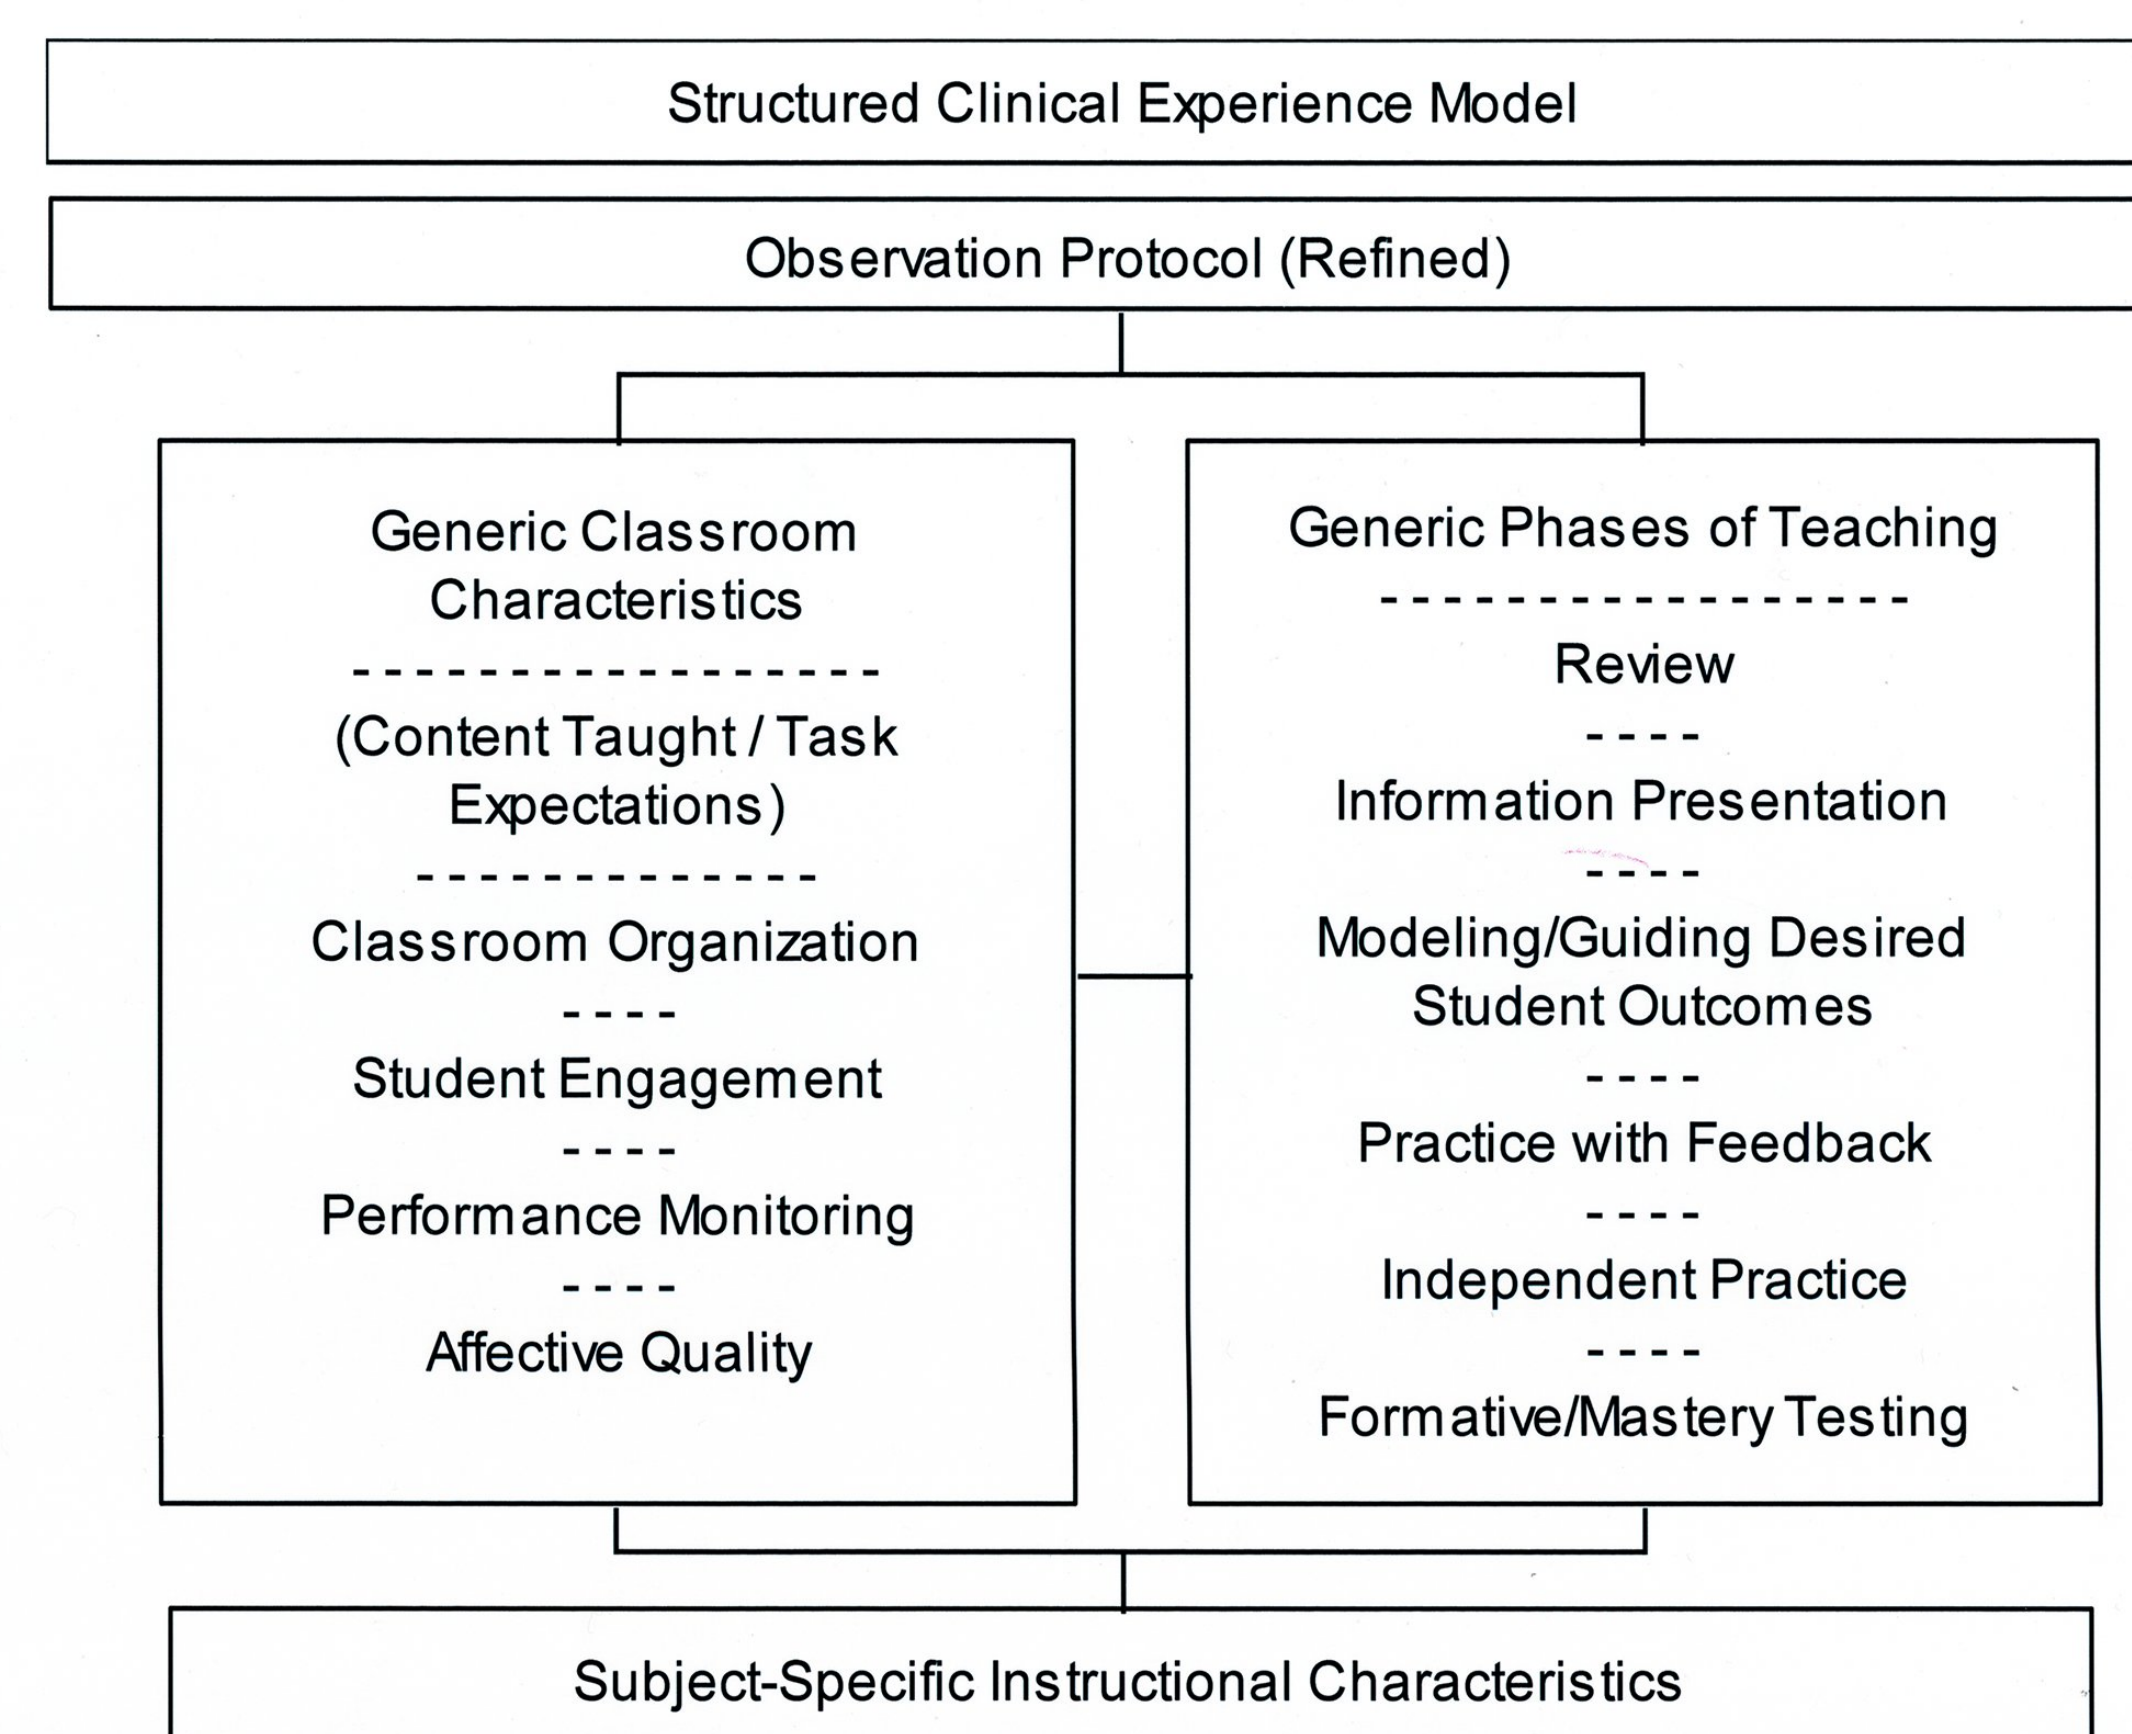 Structured Clinical Experience Model
Observation Protocol (Refined)
Generic Classroom
Characteristics
- - - - - - - - - - - - - - - - -
(Content Taught / Task
Expectations)
- - - - - - - - - - - - -
Classroom Organization
- - - -
Student Engagement
- - - -
Performance Monitoring
- - - -
Affective Quality
Generic Phases of Teaching
- - - - - - - - - - - - - - - - -
Review
- - - -
Information Presentation
- - - -
Modeling/Guiding Desired
Student Outcomes
- - - -
Practice with Feedback
- - - -
Independent Practice
- - - -
Formative/Mastery Testing
Subject-Specific Instructional Characteristics